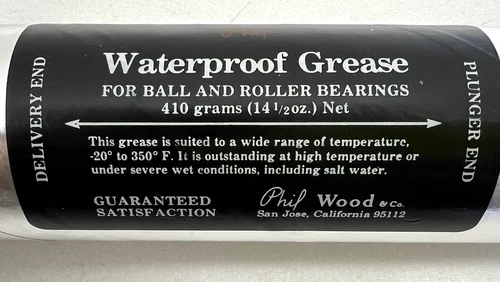 Waterproof Grease
FOR BALL AND ROLLER BEARINGS
410 grams (14 1/2 oz.) Net
DELIVERY END
PLUNGER END
This grease is suited to a wide range of temperature,
-20° to 350° F. It is outstanding at high temperature or
under severe wet conditions, including salt water.
GUARANTEED
SATISFACTION
Phil Wood & Co.
San Jose, California 95112